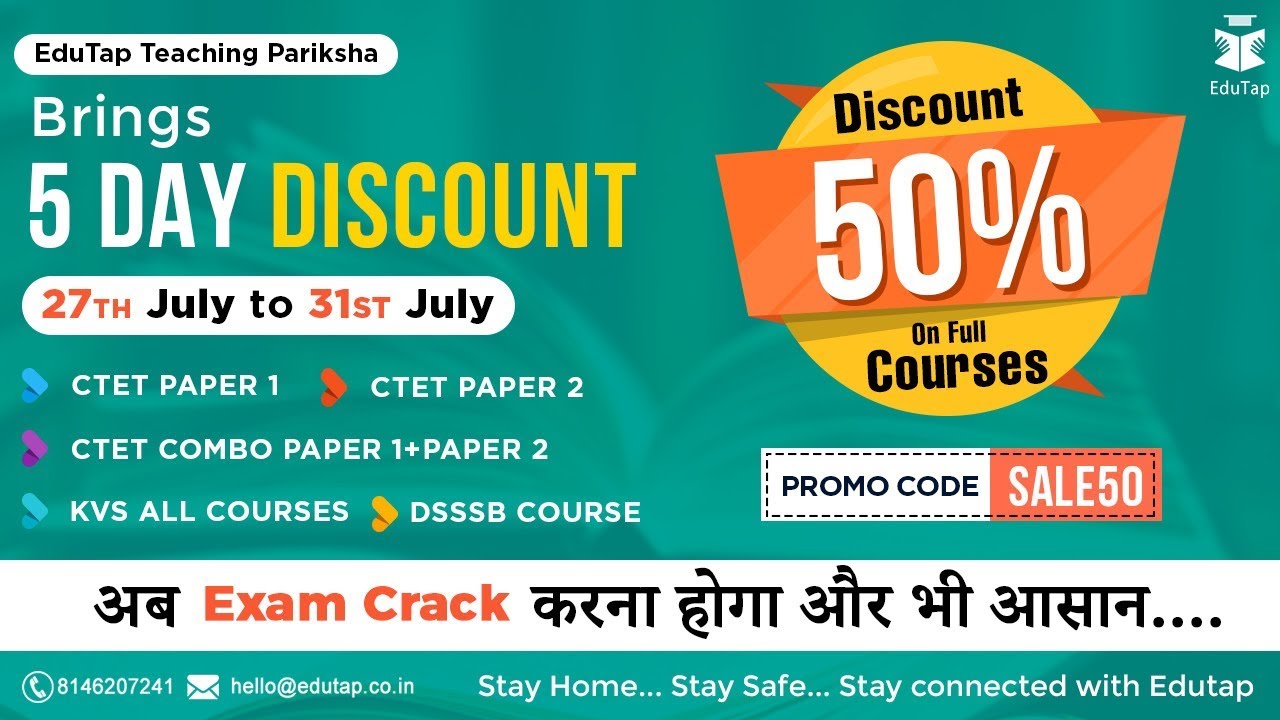 EduTap Teaching Pariksha
Brings
5 DAY DISCOUNT
27TH July to 31ST July
CTET PAPER 1
CTET PAPER 2
CTET COMBO PAPER 1+PAPER 2
KVS ALL COURSES
DSSSB COURSE
EduTap
Discount
50%
On Full
Courses
PROMO CODE SALE50
अब Exam Crack करना होगा और भी आसान....
8146207241 hello@edutap.co.in Stay Home... Stay Safe... Stay connected with Edutap